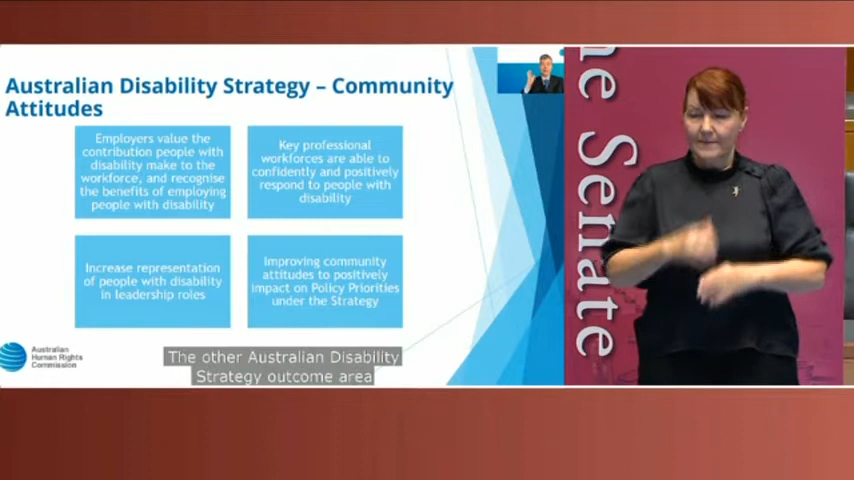 Australian Disability Strategy – Community
Attitudes
Employers value the
contribution people with
disability make to the
workforce, and recognise
the benefits of employing
people with disability
Key professional
workforces are able to
confidently and positively
respond to people with
disability
Increase representation
of people with disability
in leadership roles
Improving community
attitudes to positively
impact on Policy Priorities
under the Strategy
Australian
Human Rights
Commission
The other Australian Disability
Strategy outcome area
he Senate